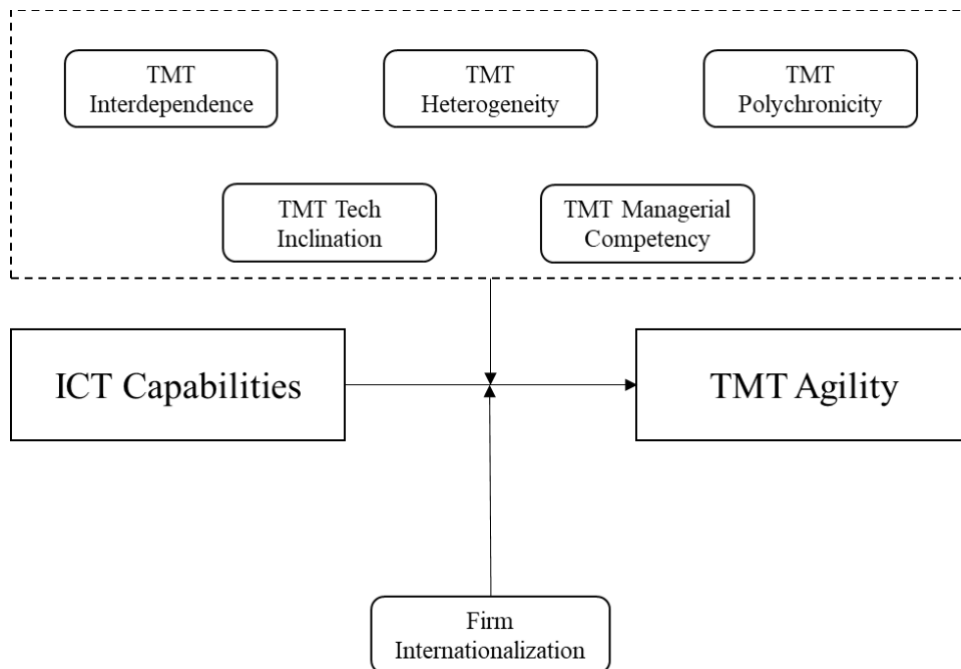 TMT
Interdependence
TMT
Heterogeneity
TMT
Polychronicity
TMT Tech
Inclination
TMT Managerial
Competency
ICT Capabilities
TMT Agility
Firm
Internationalization